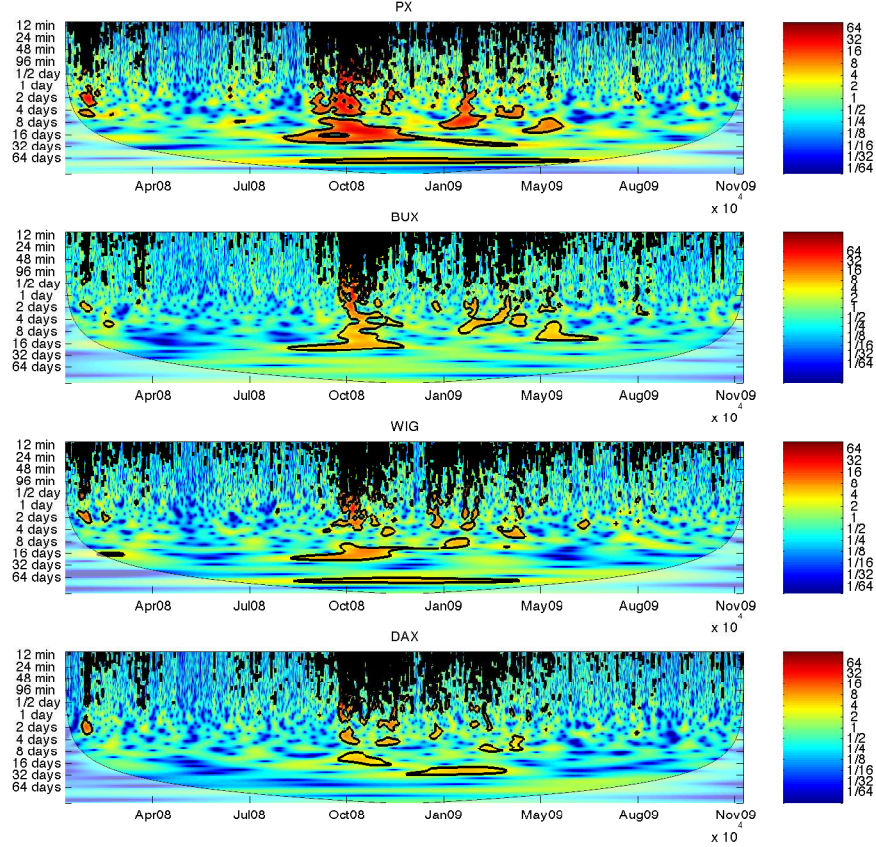 PX
12 min
24 min
48 min
96 min
1/2 day
1 day
2 days
4 days
8 days
16 days
32 days
64 days
Apr08 Jul08 Oct08 Jan09 May09 Aug09 Nov09
x 10^4
64
32
16
8
4
2
1
1/2
1/4
1/8
1/16
1/32
1/64
BUX
12 min
24 min
48 min
96 min
1/2 day
1 day
2 days
4 days
8 days
16 days
32 days
64 days
Apr08 Jul08 Oct08 Jan09 May09 Aug09 Nov09
x 10^4
64
32
16
8
4
2
1
1/2
1/4
1/8
1/16
1/32
1/64
WIG
12 min
24 min
48 min
96 min
1/2 day
1 day
2 days
4 days
8 days
16 days
32 days
64 days
Apr08 Jul08 Oct08 Jan09 May09 Aug09 Nov09
x 10^4
64
32
16
8
4
2
1
1/2
1/4
1/8
1/16
1/32
1/64
DAX
12 min
24 min
48 min
96 min
1/2 day
1 day
2 days
4 days
8 days
16 days
32 days
64 days
Apr08 Jul08 Oct08 Jan09 May09 Aug09 Nov09
x 10^4
64
32
16
8
4
2
1
1/2
1/4
1/8
1/16
1/32
1/64